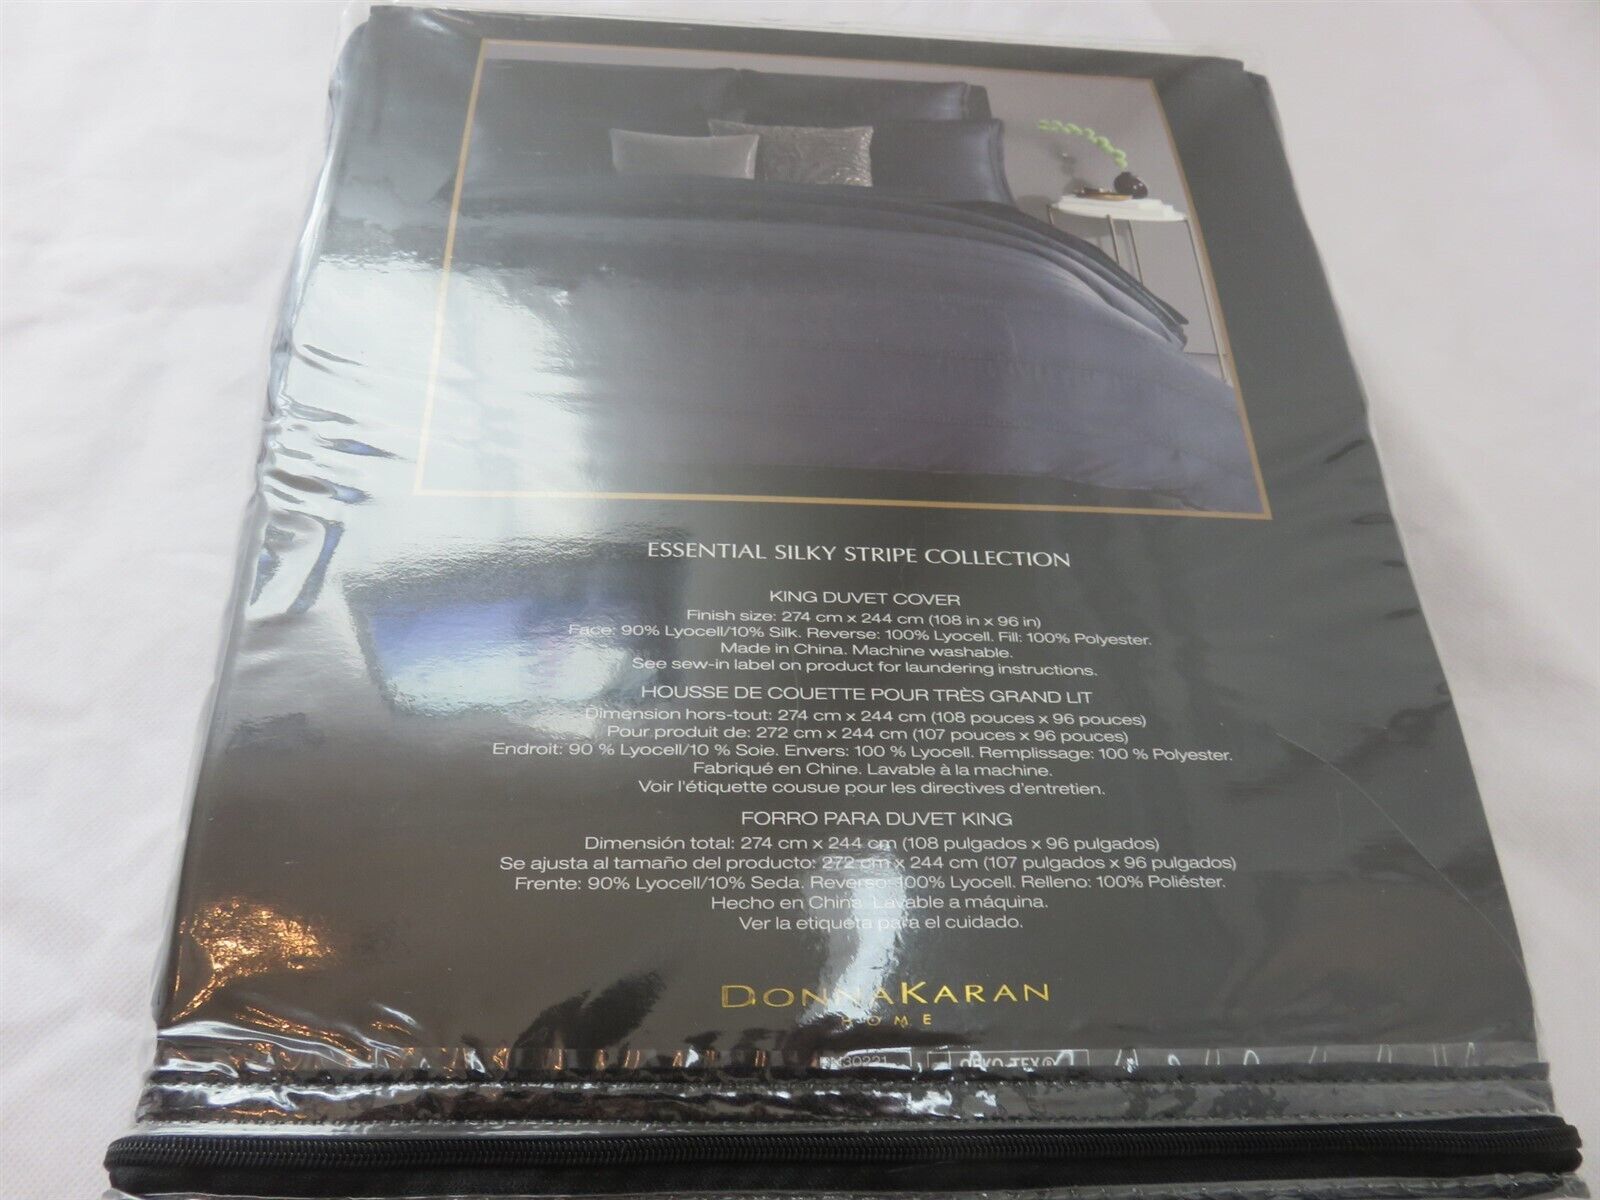 ESSENTIAL SILKY STRIPE COLLECTION
KING DUVET COVER
Finish size: 274 cm x 244 cm (108 in x 96 in)
Face: 90% Lyocell/10% Silk. Reverse: 100% Lyocell. Fill: 100% Polyester.
Made in China. Machine washable.
See sew-in label on product for laundering instructions.
HOUSSE DE COUETTE POUR TRÈS GRAND LIT
Dimension hors-tout: 274 cm x 244 cm (108 pouces x 96 pouces)
Pour produit de: 272 cm x 244 cm (107 pouces x 96 pouces)
Endroit: 90 % Lyocell/10 % Soie. Envers: 100 % Lyocell. Remplissage: 100 % Polyester.
Fabriqué en Chine. Lavable à la machine.
Voir l'étiquette cousue pour les directives d'entretien.
FORRO PARA DUVET KING
Dimensión total: 274 cm x 244 cm (108 pulgados x 96 pulgados)
Se ajusta al tamaño del producto: 272 cm x 244 cm (107 pulgados x 96 pulgados)
Frente: 90% Lyocell/10% Seda. Reverso: 100% Lyocell. Relleno: 100% Poliéster.
Hecho en China. Lavable a máquina.
Ver la etiqueta para el cuidado.
DONNAKARAN
HOME
OEKO-TEX®